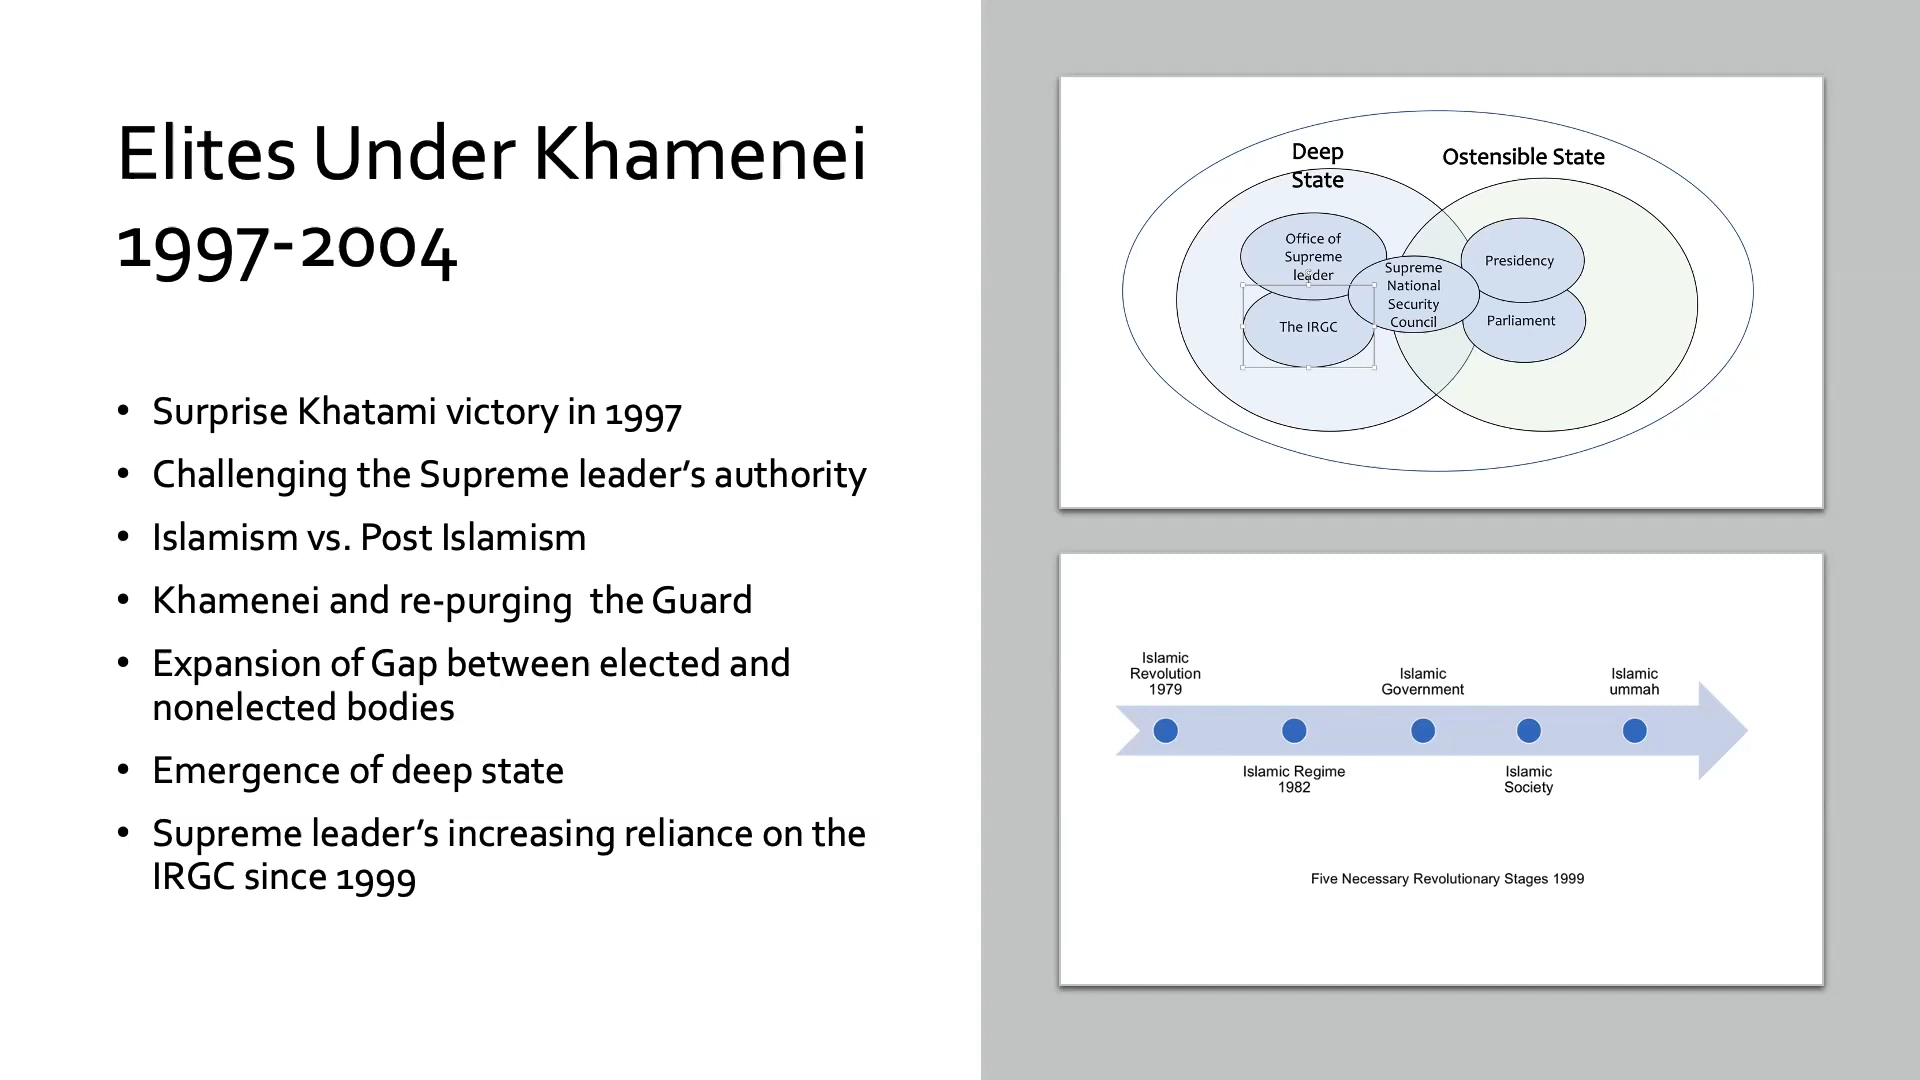 Elites Under Khamenei
1997-2004
• Surprise Khatami victory in 1997
• Challenging the Supreme leader’s authority
• Islamism vs. Post Islamism
• Khamenei and re-purging  the Guard
• Expansion of Gap between elected and
nonelected bodies
• Emergence of deep state
• Supreme leader’s increasing reliance on the
IRGC since 1999
Deep
State
Ostensible State
Office of
Supreme
leader
The IRGC
Supreme
National
Security
Council
Presidency
Parliament
Islamic
Revolution
1979
Islamic Regime
1982
Islamic
Government
Islamic
Society
Islamic
ummah
Five Necessary Revolutionary Stages 1999